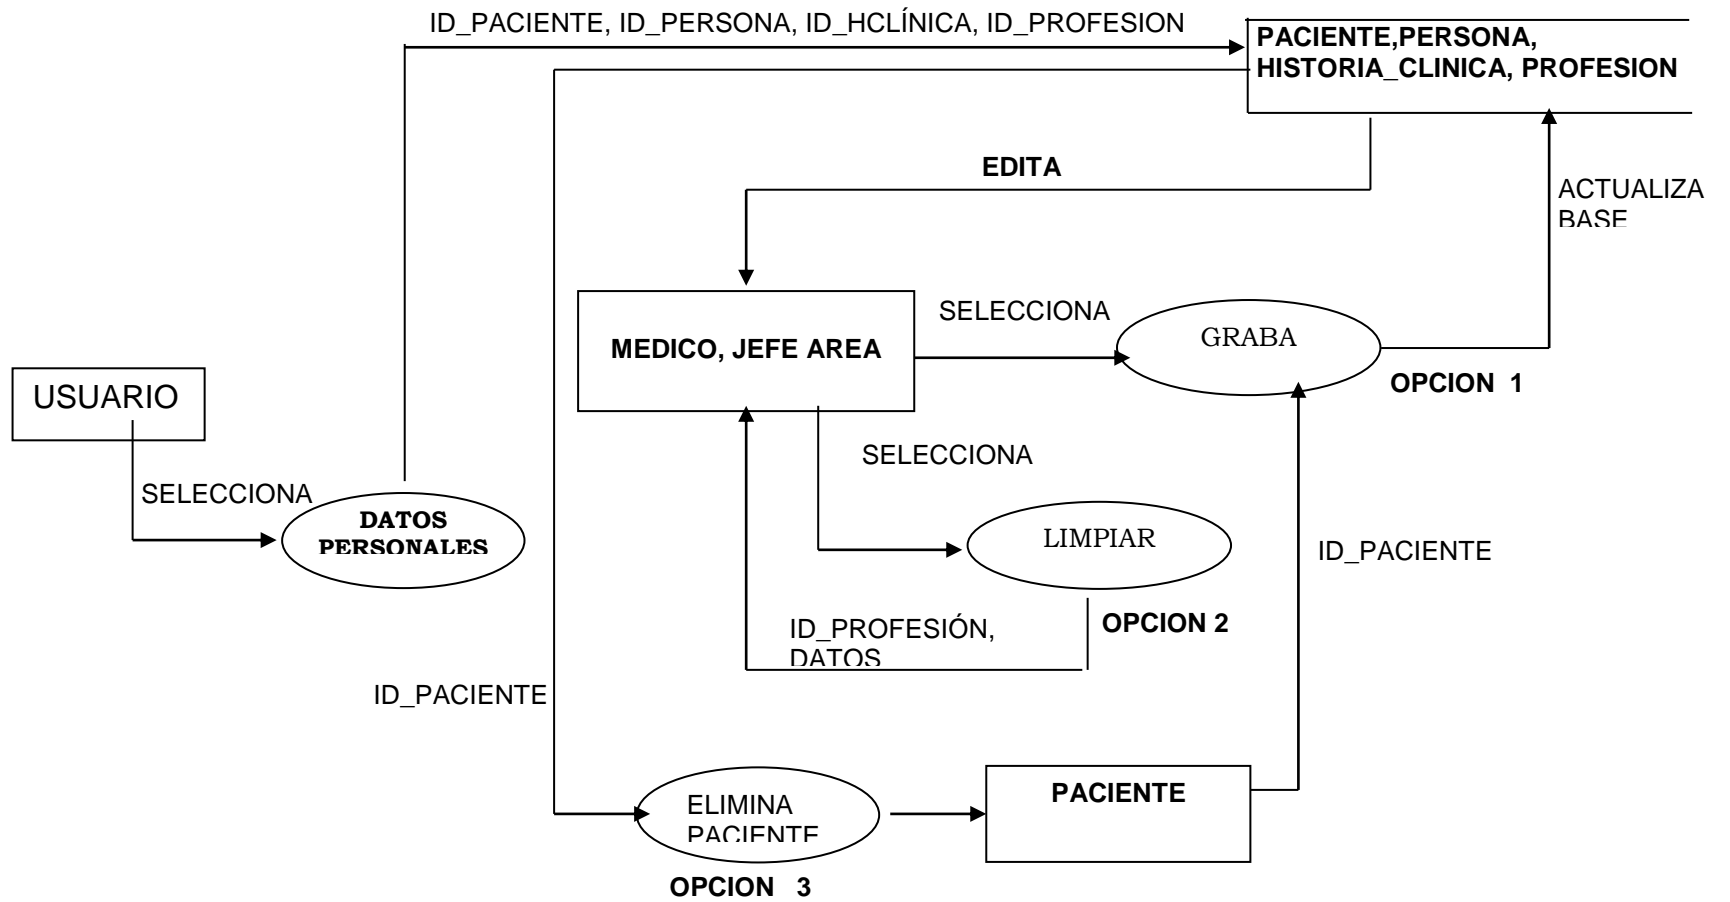 ID_PACIENTE, ID_PERSONA, ID_HCLÍNICA, ID_PROFESION
PACIENTE,PERSONA,
HISTORIA_CLINICA, PROFESION
EDITA
ACTUALIZA
BASE
SELECCIONA
GRABA
MEDICO, JEFE AREA
OPCION 1
USUARIO
SELECCIONA
SELECCIONA
DATOS
PERSONALES
LIMPIAR
ID_PACIENTE
OPCION 2
ID_PROFESIÓN,
DATOS
ID_PACIENTE
ELIMINA
PACIENTE
PACIENTE
OPCION 3